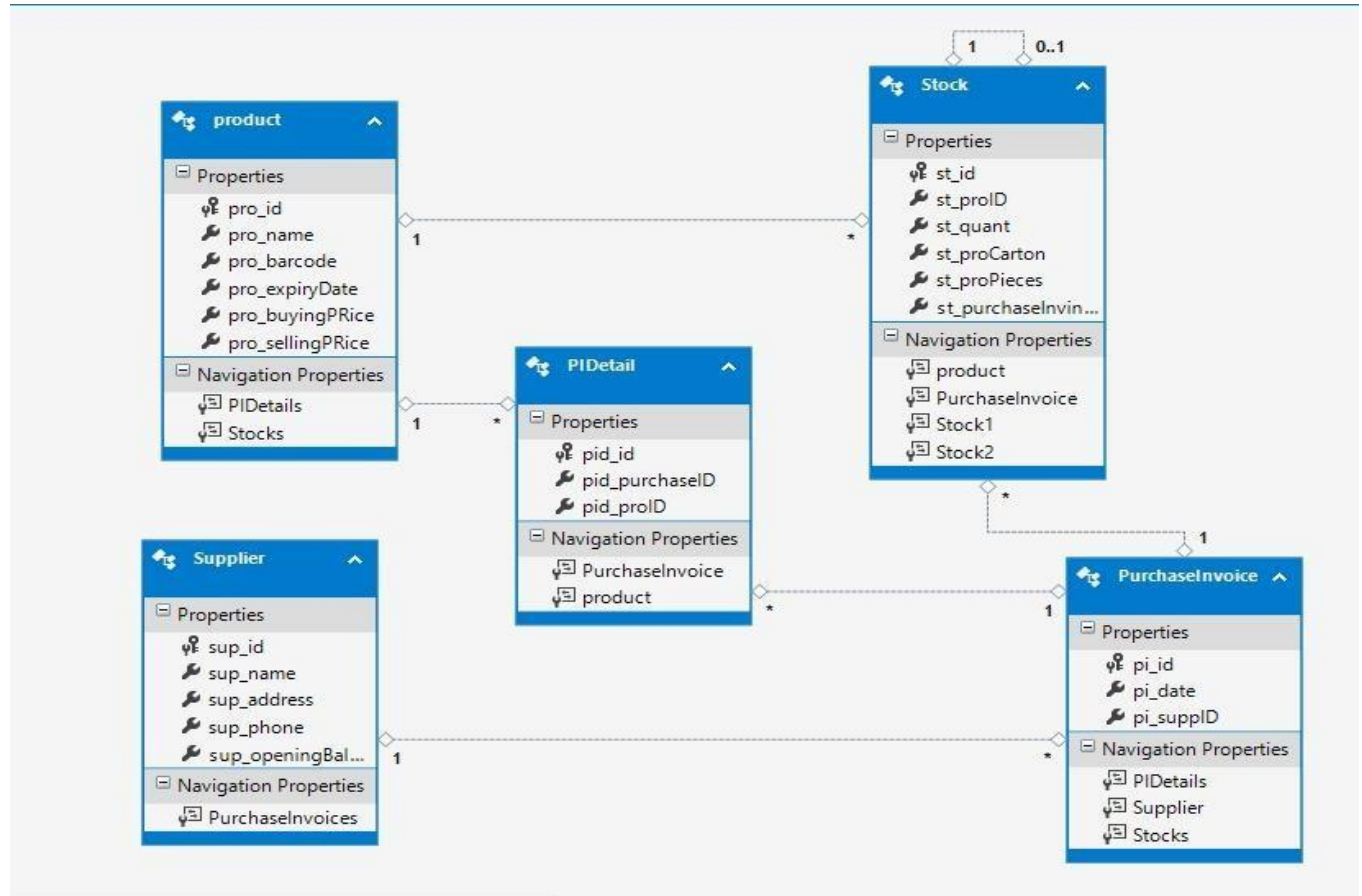 product
Properties
pro_id
pro_name
pro_barcode
pro_expiryDate
pro_buyingPRice
pro_sellingPRice
Navigation Properties
PIDetails
Stocks
1
*
1
*
1
0..1
Stock
Properties
st_id
st_proID
st_quant
st_proCarton
st_proPieces
st_purchaseInvin...
Navigation Properties
product
PurchaseInvoice
Stock1
Stock2
*
1
PIDetail
Properties
pid_id
pid_purchaseID
pid_proID
Navigation Properties
PurchaseInvoice
product
*
1
Supplier
Properties
sup_id
sup_name
sup_address
sup_phone
sup_openingBal...
Navigation Properties
PurchaseInvoices
1
*
PurchaseInvoice
Properties
pi_id
pi_date
pi_suppID
Navigation Properties
PIDetails
Supplier
Stocks